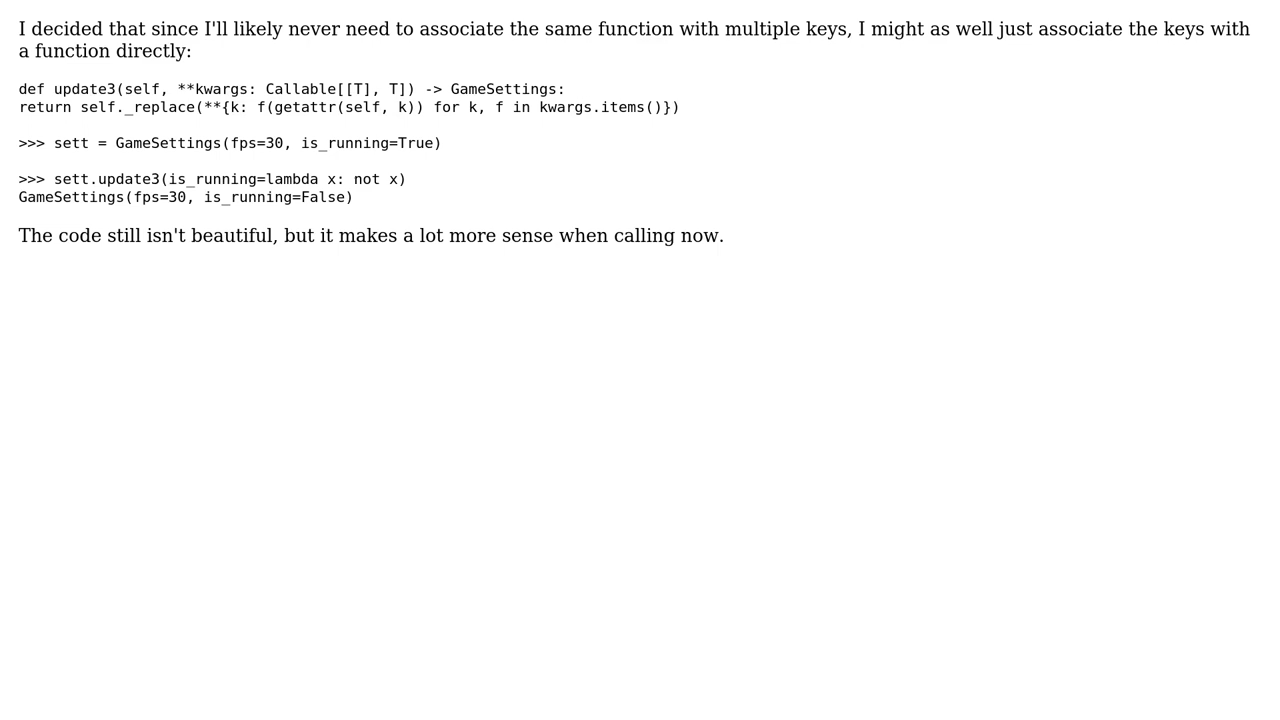 I decided that since I'll likely never need to associate the same function with multiple keys, I might as well just associate the keys with
a function directly:
def update3(self, **kwargs: Callable[[T], T]) -> GameSettings:
return self._replace(**{k: f(getattr(self, k)) for k, f in kwargs.items()})
>>> sett = GameSettings(fps=30, is_running=True)
>>> sett.update3(is_running=lambda x: not x)
GameSettings(fps=30, is_running=False)
The code still isn't beautiful, but it makes a lot more sense when calling now.